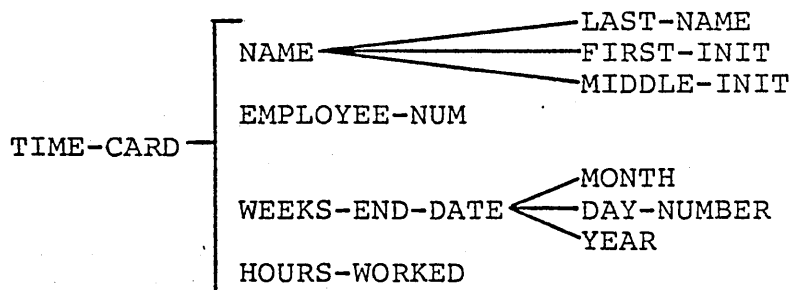 LAST-NAME
NAME FIRST-INIT
MIDDLE-INIT
EMPLOYEE-NUM
TIME-CARD
MONTH
WEEKS-END-DATE DAY-NUMBER
YEAR
HOURS-WORKED